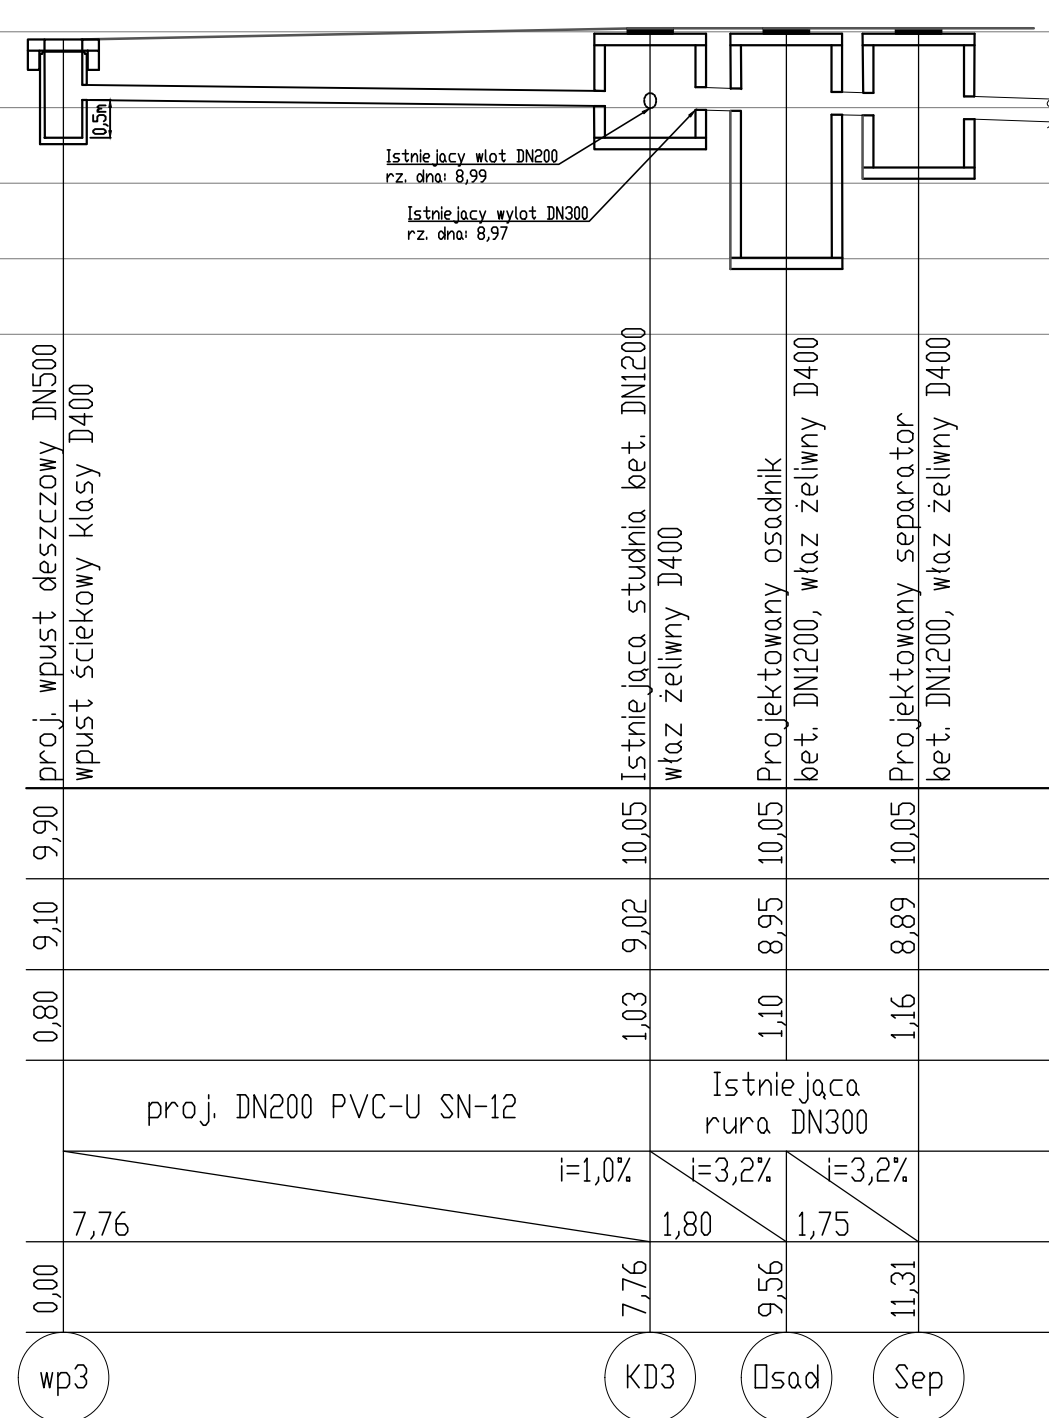 0,5m
Istniejacy wlot DN200
rz. dna: 8,99
Istniejacy wylot DN300
rz. dna: 8,97
proj. wpust deszczowy DN500
wpust ściekowy klasy D400
Istniejąca studnia bet. DN1200
właz żeliwny D400
Projektowany osadnik
bet. DN1200, właz żeliwny D400
Projektowany separator
bet. DN1200, właz żeliwny D400
9,90 10,05 10,05 10,05
9,10 9,02 8,95 8,89
0,80 1,03 1,10 1,16
proj. DN200 PVC-U SN-12
Istniejąca
rura DN300
i=1,0% i=3,2% i=3,2%
7,76 1,80 1,75
0,00 7,76 9,56 11,31
wp3 KD3 Osad Sep